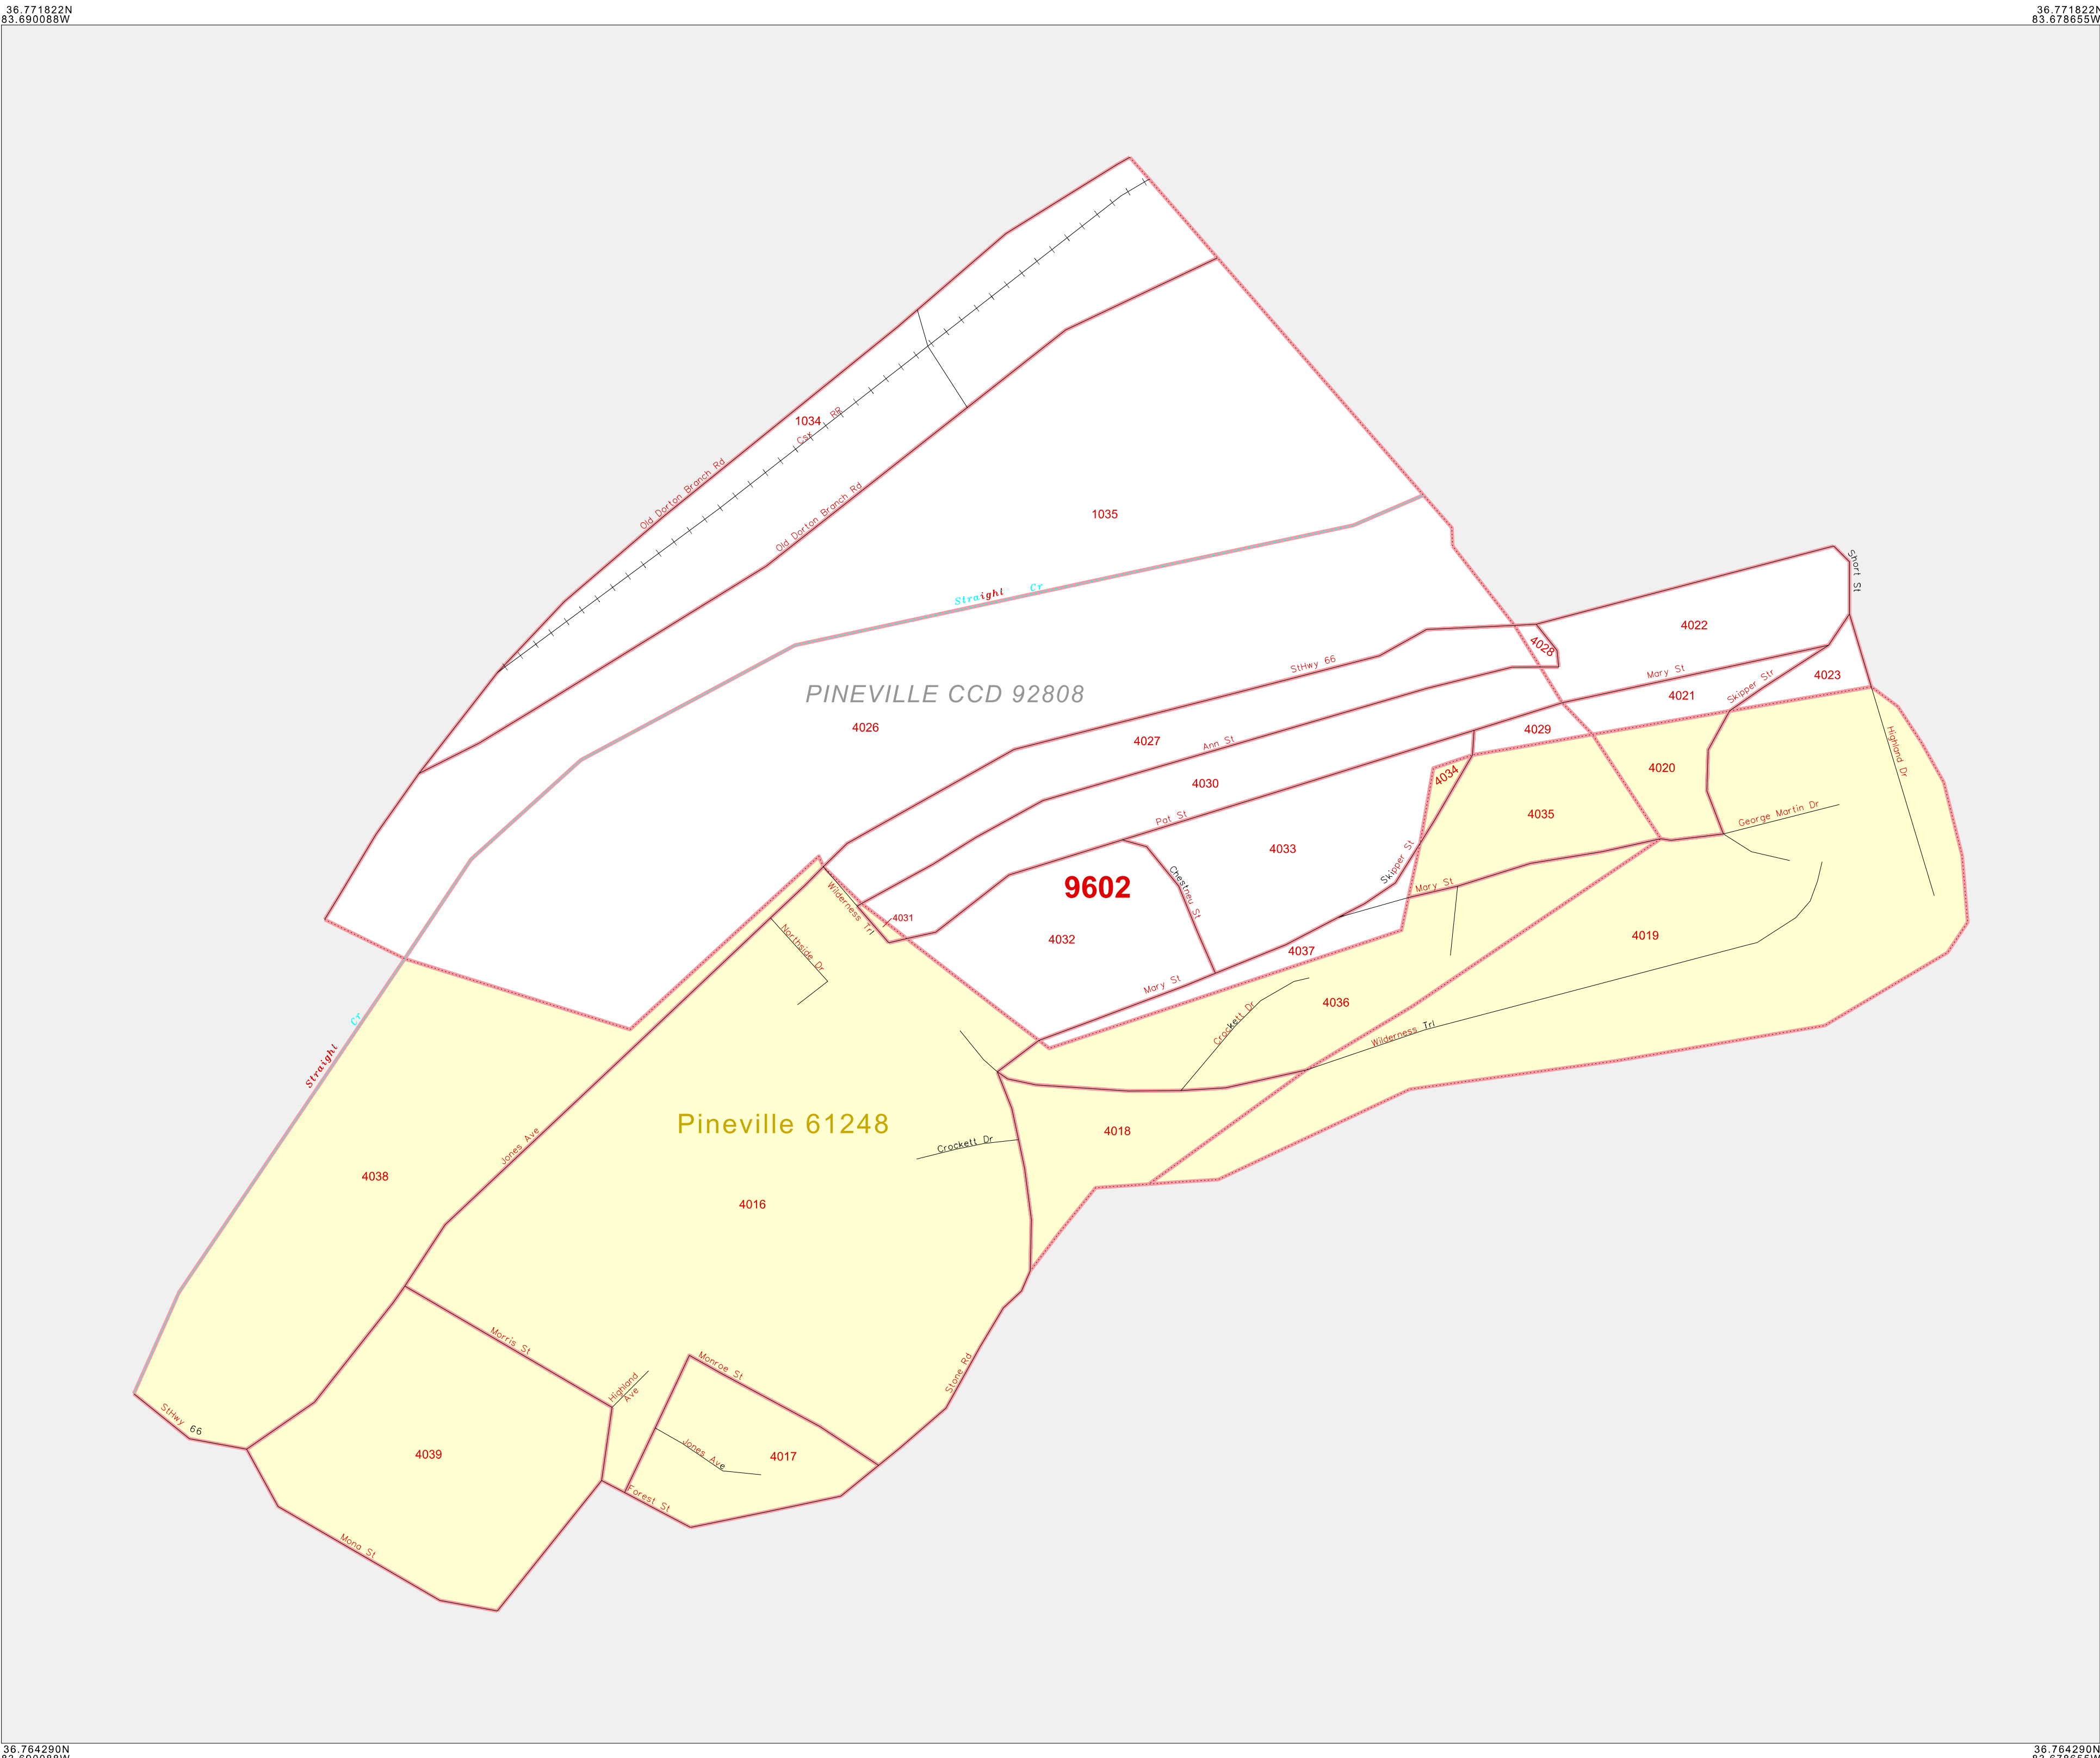 36.771822N
83.690088W
36.771822N
83.678655W
1034
Csx RR
Old Dorton Branch Rd
Old Dorton Branch Rd
1035
Straight Cr
Short St
4022
4028
StHwy 66
Mary St
4023
Skipper Str
4021
PINEVILLE CCD 92808
4026
4029
4027
Ann St
Highland Dr
4020
4034
4030
4035
George Martin Dr
Pat St
4033
Skipper St
9602
Chestneu St
Mary St
Wilderness Trl
4031
4032
4019
Northside Dr
4037
Mary St
4036
Straight Cr
Crockett Dr
Wilderness Trl
Pineville 61248
4018
Jones Ave
Crockett Dr
4038
4016
Morris St
Monroe St
Stone Rd
Highland
Ave
StHwy 66
4039
Jones Ave
4017
Forest St
Mona St
36.764290N
36.764290N